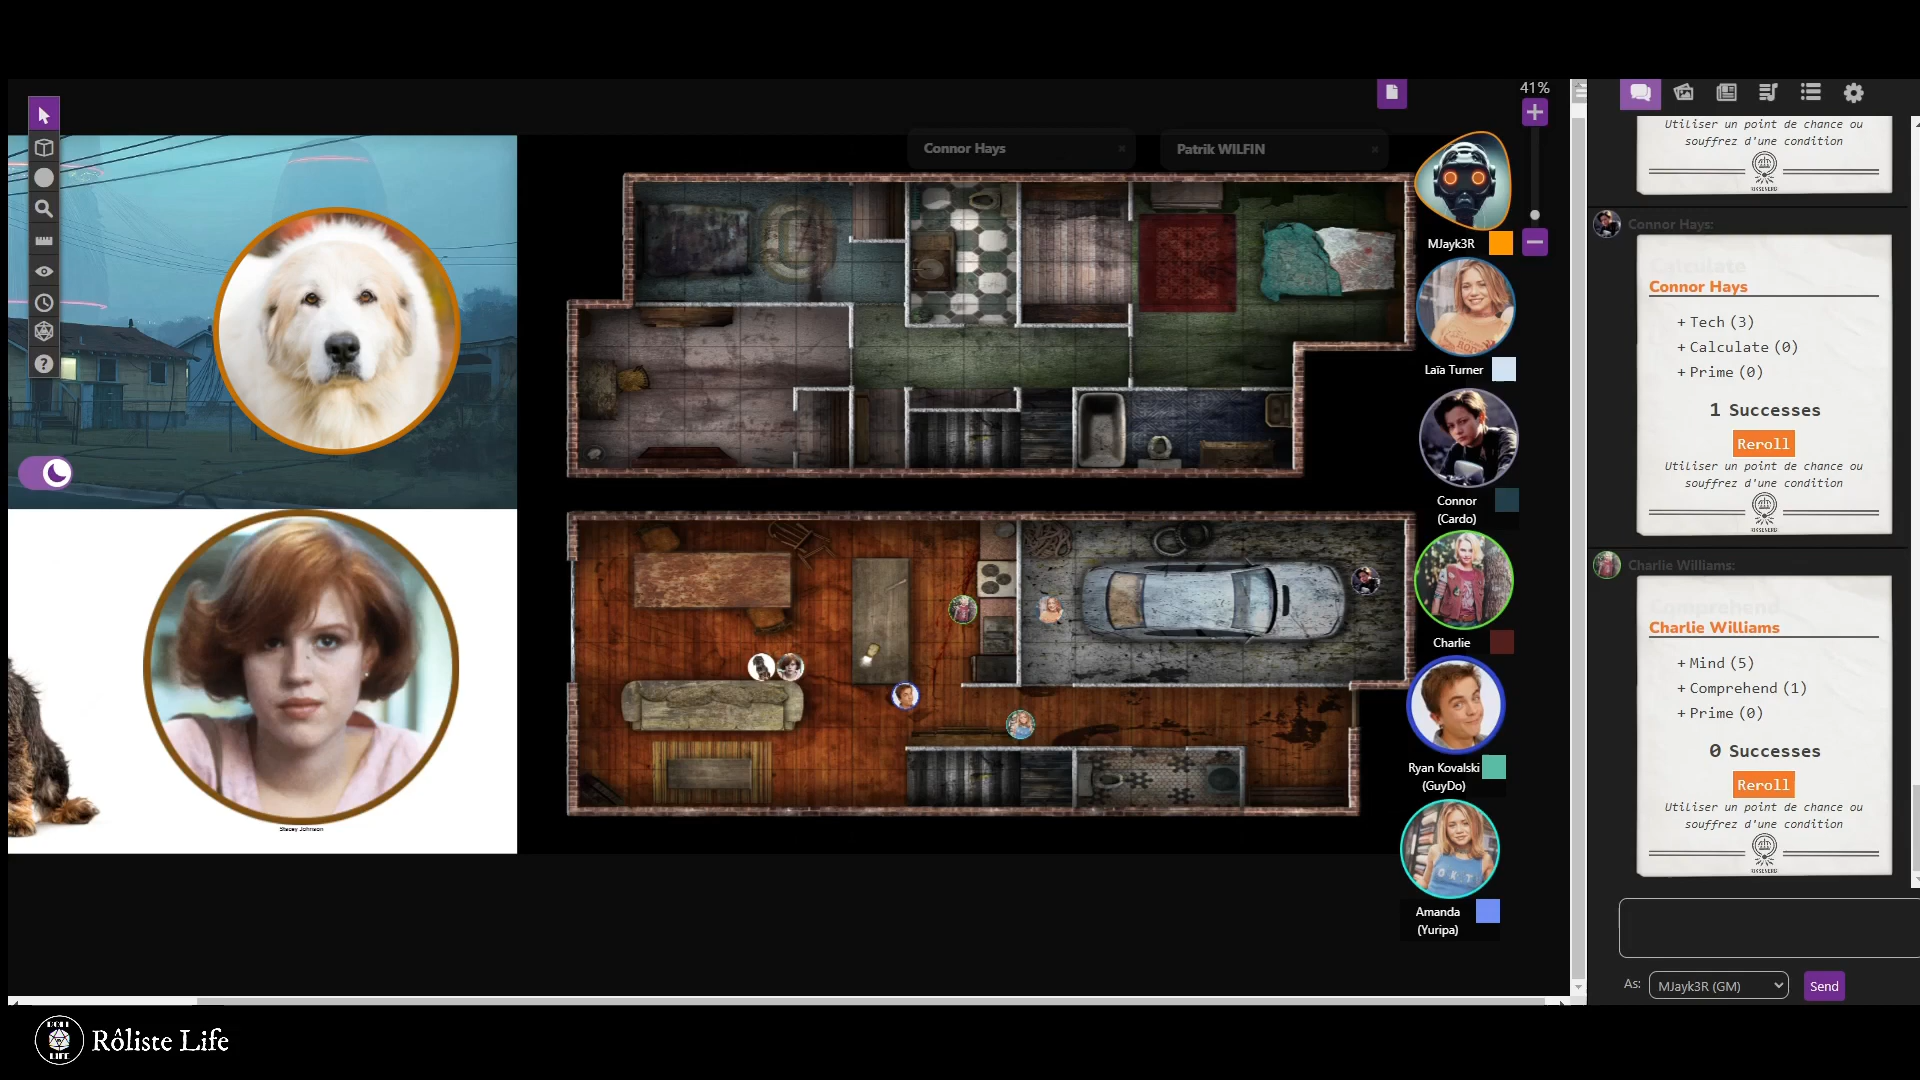 41%
Connor Hays
Patrik WILFIN
MJayk3R
Laïa Turner
Connor
(Cardo)
Charlie
Ryan Kovalski
(GuyDo)
Amanda
(Yuripa)
Stacey Johnson
Utiliser un point de chance ou
souffrez d'une condition
Connor Hays:
Calculate
Connor Hays
+ Tech (3)
+ Calculate (0)
+ Prime (0)
1 Successes
Reroll
Utiliser un point de chance ou
souffrez d'une condition
Charlie Williams:
Comprehend
Charlie Williams
+ Mind (5)
+ Comprehend (1)
+ Prime (0)
0 Successes
Reroll
Utiliser un point de chance ou
souffrez d'une condition
As:
MJayk3R (GM)
Send
ROLL
LIFE
Rôliste Life